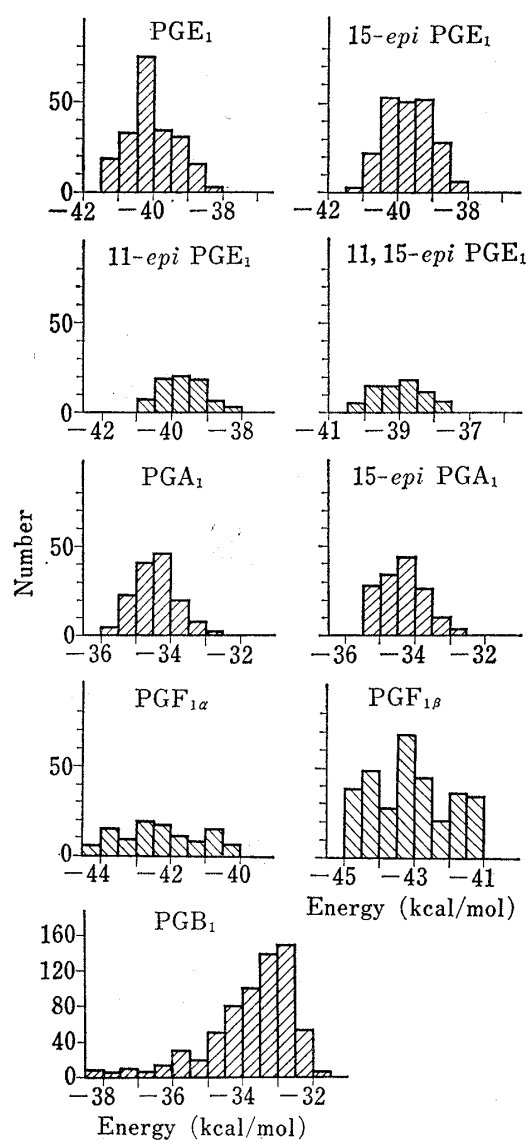 PGE₁ 15-epi PGE₁
50
0
−42 −40 −38 −42 −40 −38
11-epi PGE₁ 11, 15-epi PGE₁
50
0
−42 −40 −38 −41 −39 −37
PGA₁ 15-epi PGA₁
50
0
−36 −34 −32 −36 −34 −32
Number
PGF₁α PGF₁β
50
0
−44 −42 −40 −45 −43 −41
Energy (kcal/mol)
PGB₁
160
120
80
40
0
−38 −36 −34 −32
Energy (kcal/mol)